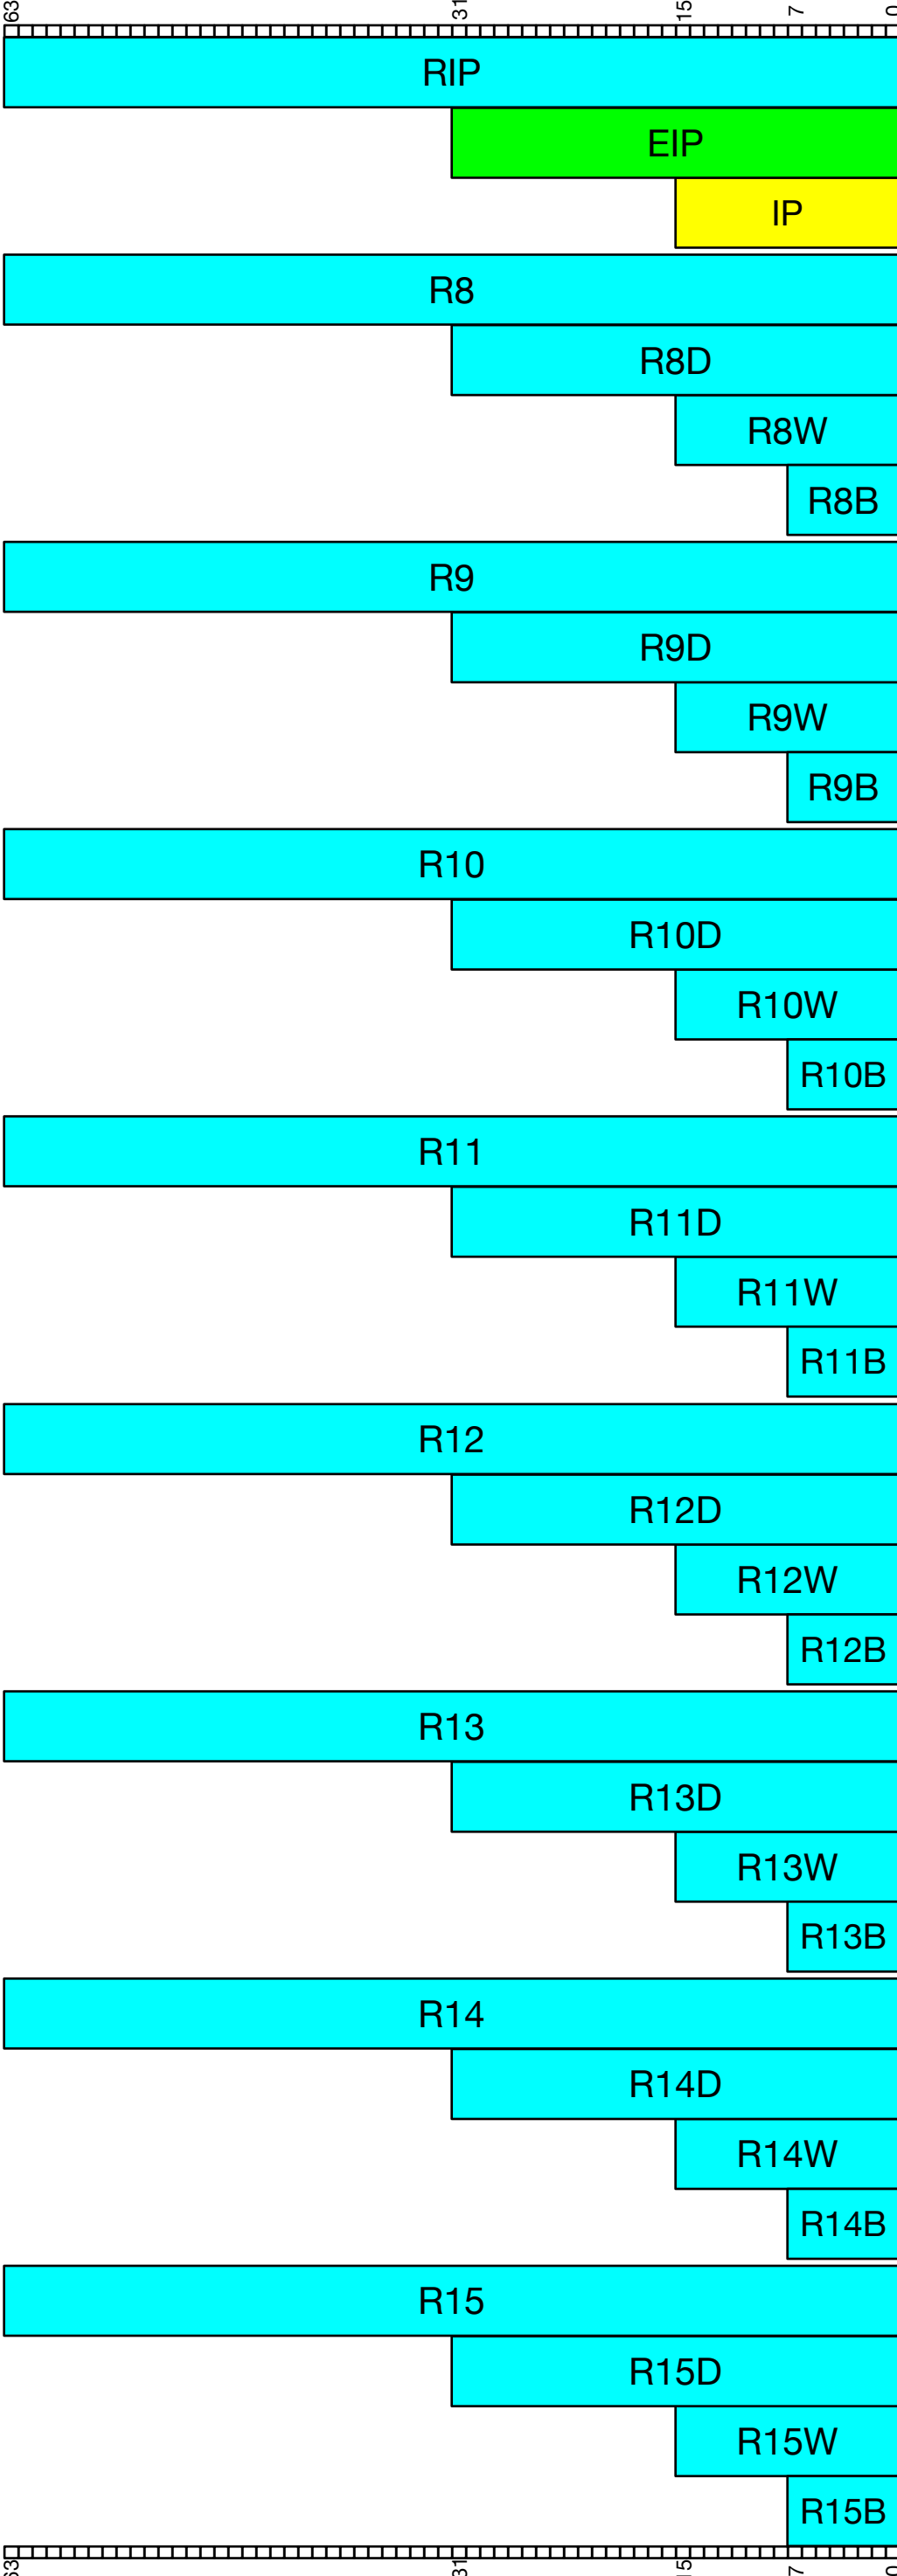 63 31 15 7 0
RIP
EIP
IP
R8
R8D
R8W
R8B
R9
R9D
R9W
R9B
R10
R10D
R10W
R10B
R11
R11D
R11W
R11B
R12
R12D
R12W
R12B
R13
R13D
R13W
R13B
R14
R14D
R14W
R14B
R15
R15D
R15W
R15B
63 31 15 7 0